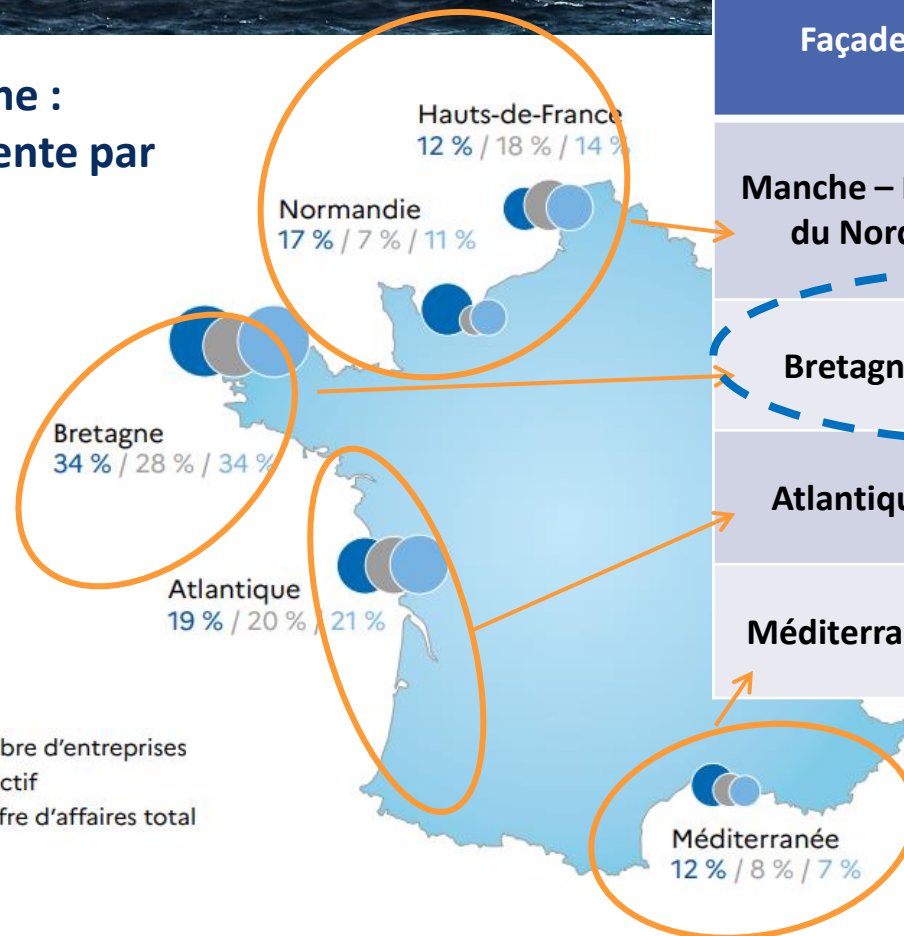 ne :
ente par
Hauts-de-France
12 % / 18 % / 14 %
Normandie
17 % / 7 % / 11 %
Bretagne
34 % / 28 % / 34 %
Atlantique
19 % / 20 % / 21 %
bre d'entreprises
ctif
fre d'affaires total
Méditerranée
12 % / 8 % / 7 %
Façade
Manche –
du Nord
Bretagn
Atlantiqu
Méditerra